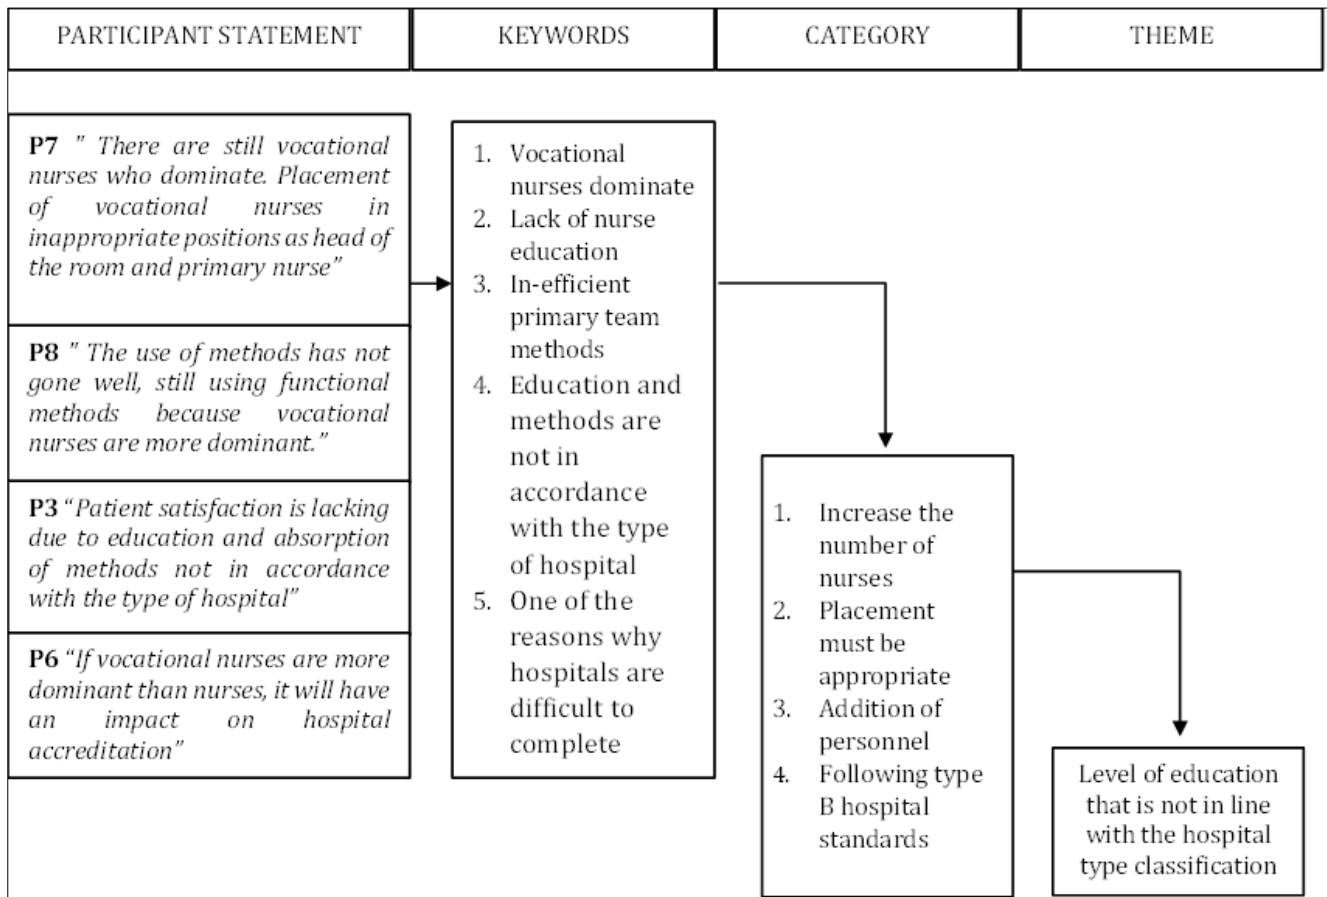 PARTICIPANT STATEMENT
KEYWORDS
CATEGORY
THEME
P7 " There are still vocational
nurses who dominate. Placement
of vocational nurses in
inappropriate positions as head of
the room and primary nurse”
P8 " The use of methods has not
gone well, still using functional
methods because vocational
nurses are more dominant.”
P3 “Patient satisfaction is lacking
due to education and absorption
of methods not in accordance
with the type of hospital”
P6 “If vocational nurses are more
dominant than nurses, it will have
an impact on hospital
accreditation”
1. Vocational
nurses dominate
2. Lack of nurse
education
3. In-efficient
primary team
methods
4. Education and
methods are
not in
accordance
with the type
of hospital
5. One of the
reasons why
hospitals are
difficult to
complete
1. Increase the
number of
nurses
2. Placement
must be
appropriate
3. Addition of
personnel
4. Following type
B hospital
standards
Level of education
that is not in line
with the hospital
type classification